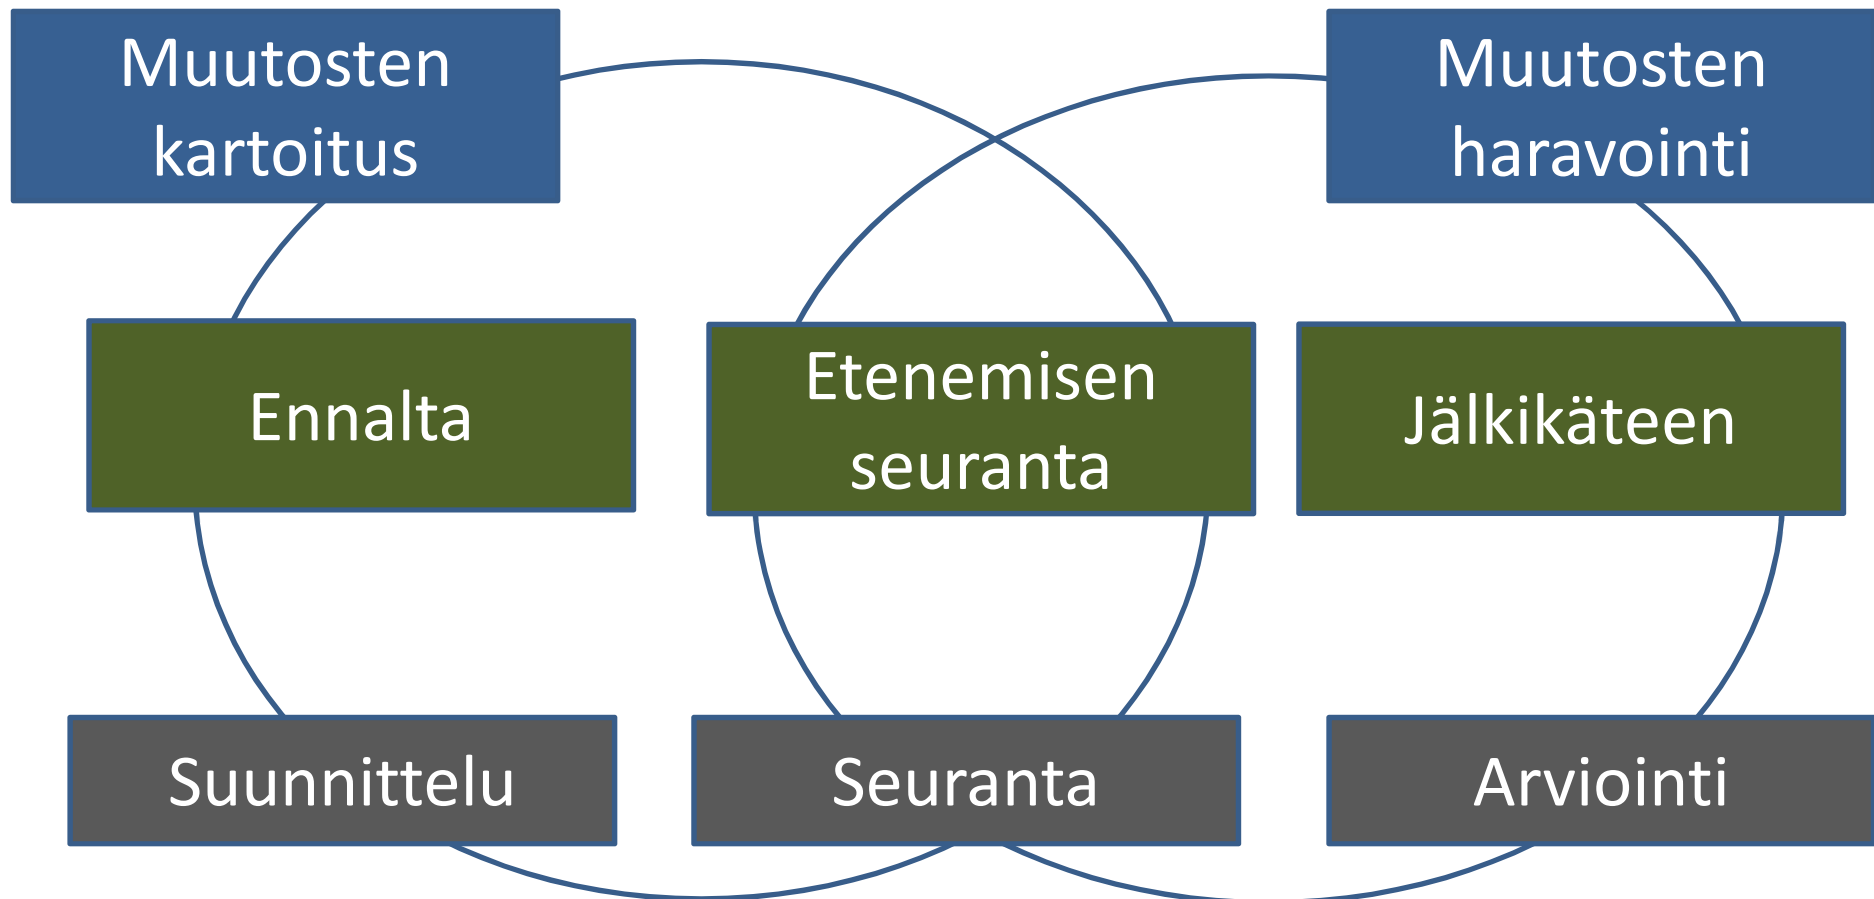 Muutosten
kartoitus
Muutosten
haravointi
Ennalta
Etenemisen
seuranta
Jälkikäteen
Suunnittelu
Seuranta
Arviointi